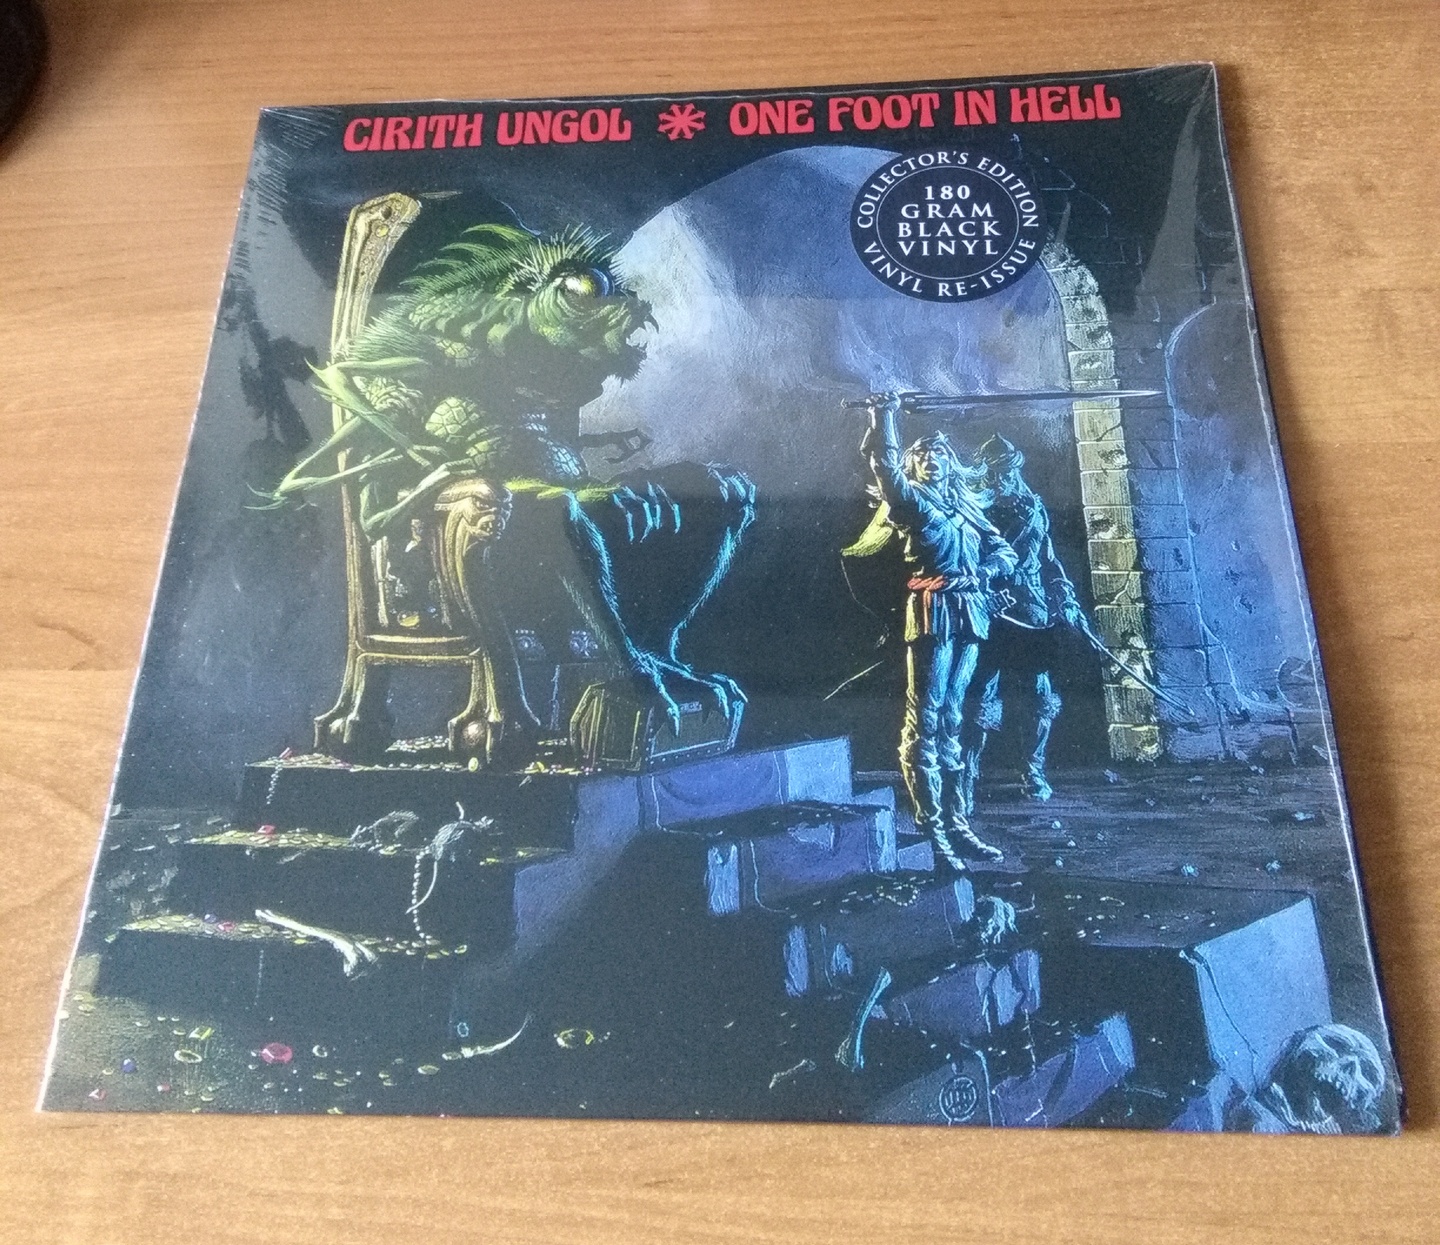 CIRITH UNGOL ONE FOOT IN HELL
COLLECTOR'S EDITION
180
GRAM
BLACK
VINYL
VINYL RE-ISSUE